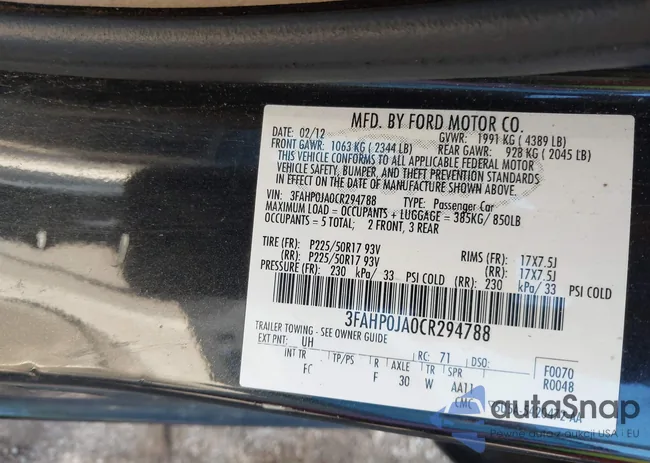 MFD. BY FORD MOTOR CO.
DATE: 02/12 GVWR: 1991 KG ( 4389 LB)
FRONT GAWR: 1063 KG ( 2344 LB) REAR GAWR: 928 KG ( 2045 LB)
THIS VEHICLE CONFORMS TO ALL APPLICABLE FEDERAL MOTOR
VEHICLE SAFETY, BUMPER, AND THEFT PREVENTION STANDARDS
IN EFFECT ON THE DATE OF MANUFACTURE SHOWN ABOVE.
VIN: 3FAHP0JA0CR294788 TYPE: Passenger Car
MAXIMUM LOAD = OCCUPANTS + LUGGAGE = 385KG/ 850LB
OCCUPANTS = 5 TOTAL; 2 FRONT, 3 REAR
TIRE (FR): P225/50R17 93V RIMS (FR): 17X7.5J
(RR): P225/50R17 93V (RR): 17X7.5J
PRESSURE (FR): 230 kPa/ 33 PSI COLD (RR): 230 kPa/ 33 PSI COLD
3FAHP0JA0CR294788
TRAILER TOWING - SEE OWNER GUIDE
EXT PNT: UH RC: 71 DSO: F0070
INT TR TP/PS R AXLE TR SPR R0048
F 30 W AA11
autoSnap
Pewne auta z aukcji USA - EU